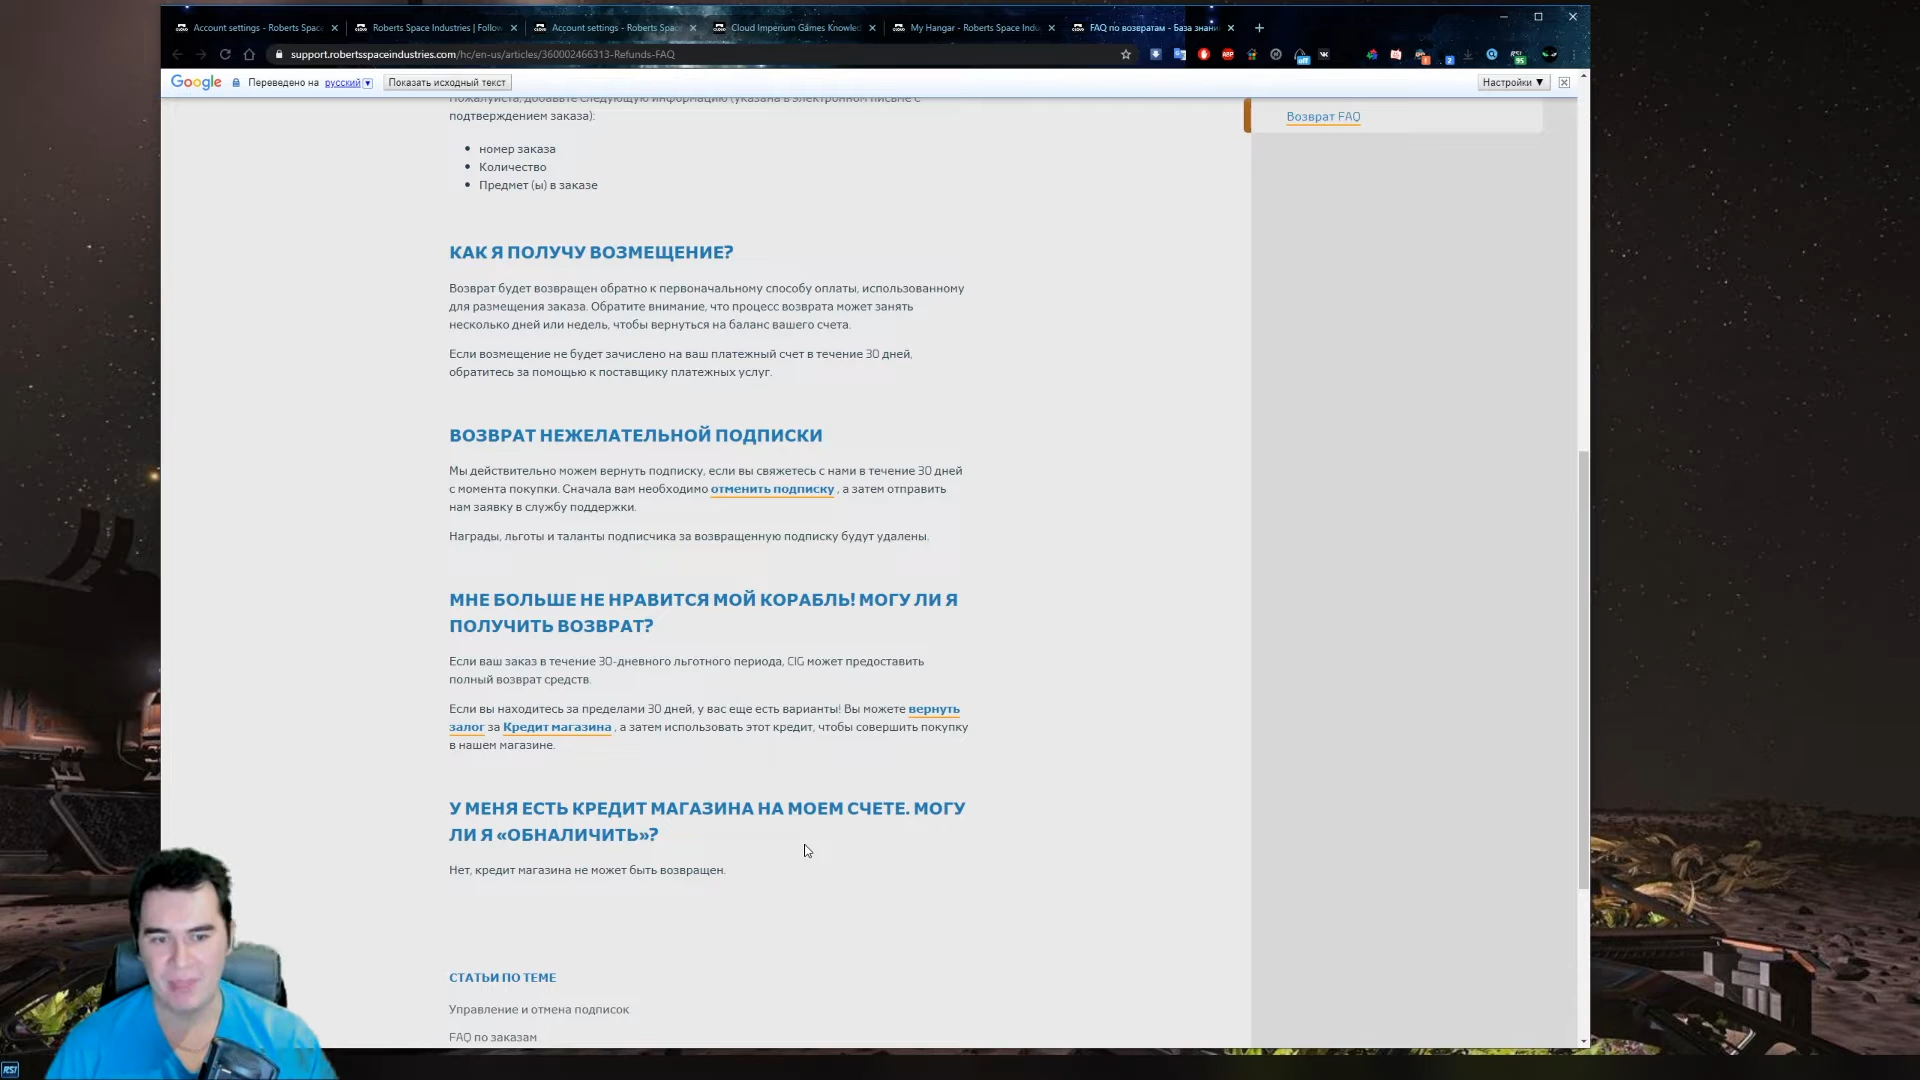 Account settings - Roberts Space
Roberts Space Industries | Follow
Account settings - Roberts Space
Cloud Imperium Games Knowled
My Hangar - Roberts Space Indu
FAQ по возвратам - База знани
support.robertsspaceindustries.com/hc/en-us/articles/360002466313-Refunds-FAQ
Google
Переведено на
русский
Показать исходный текст
Настройки ▼
Пожалуйста, добавьте следующую информацию (указана в электронном письме с
подтверждением заказа):
Возврат FAQ
• номер заказа
• Количество
• Предмет (ы) в заказе
КАК Я ПОЛУЧУ ВОЗМЕЩЕНИЕ?
Возврат будет возвращен обратно к первоначальному способу оплаты, использованному
для размещения заказа. Обратите внимание, что процесс возврата может занять
несколько дней или недель, чтобы вернуться на баланс вашего счета.
Если возмещение не будет зачислено на ваш платежный счет в течение 30 дней,
обратитесь за помощью к поставщику платежных услуг.
ВОЗВРАТ НЕЖЕЛАТЕЛЬНОЙ ПОДПИСКИ
Мы действительно можем вернуть подписку, если вы свяжетесь с нами в течение 30 дней
с момента покупки. Сначала вам необходимо отменить подписку , а затем отправить
нам заявку в службу поддержки.
Награды, льготы и таланты подписчика за возвращенную подписку будут удалены.
МНЕ БОЛЬШЕ НЕ НРАВИТСЯ МОЙ КОРАБЛЬ! МОГУ ЛИ Я
ПОЛУЧИТЬ ВОЗВРАТ?
Если ваш заказ в течение 30-дневного льготного периода, CIG может предоставить
полный возврат средств.
Если вы находитесь за пределами 30 дней, у вас еще есть варианты! Вы можете вернуть
залог за Кредит магазина , а затем использовать этот кредит, чтобы совершить покупку
в нашем магазине.
У МЕНЯ ЕСТЬ КРЕДИТ МАГАЗИНА НА МОЕМ СЧЕТЕ. МОГУ
ЛИ Я «ОБНАЛИЧИТЬ»?
Нет, кредит магазина не может быть возвращен.
СТАТЬИ ПО ТЕМЕ
Управление и отмена подписок
FAQ по заказам
RSI